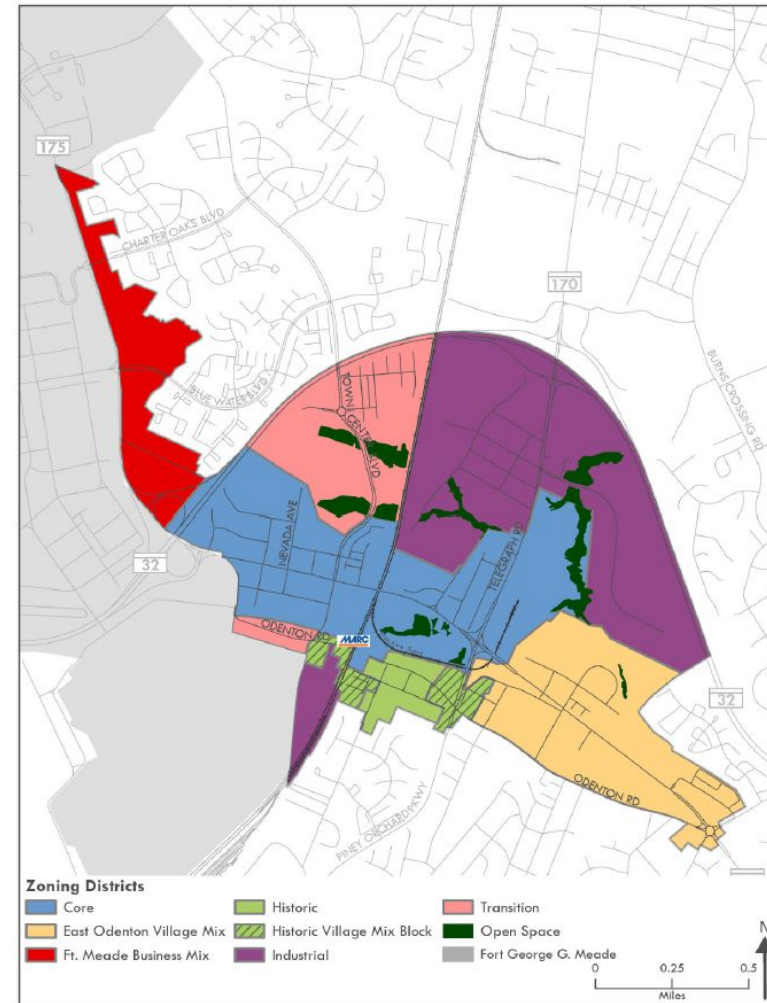 175
CHARTER OAKS BLVD
170
BURNS CROSSING RD
BLUE WATER BLVD
TOWN CENTER BLVD
NEVADA AVE
TELEGRAPH RD
32
ODENTON RD
MARC
32
ODENTON RD
PINEY ORCHARD PKWY
Zoning Districts
Core
Historic
Transition
East Odenton Village Mix
Historic Village Mix Block
Open Space
Ft. Meade Business Mix
Industrial
Fort George G. Meade
N
0 0.25 0.5
Miles